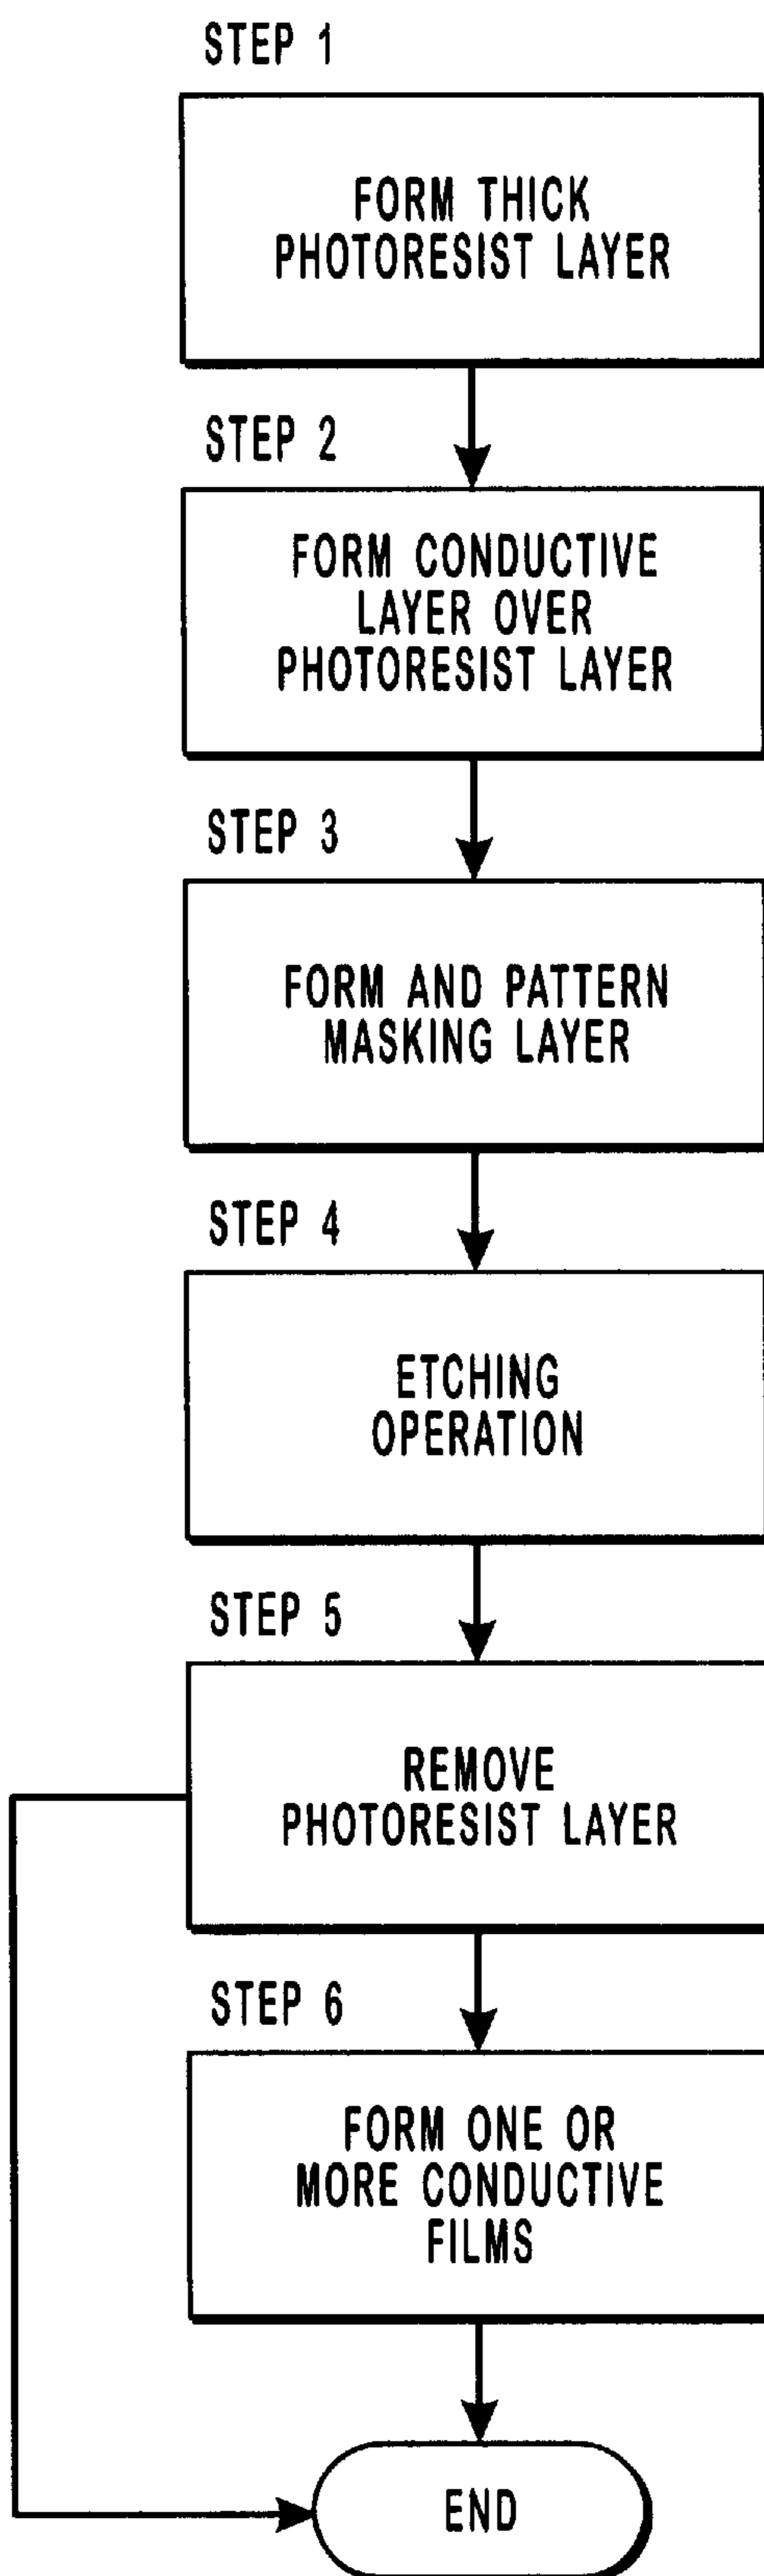 STEP 1
FORM THICK
PHOTORESIST LAYER
STEP 2
FORM CONDUCTIVE
LAYER OVER
PHOTORESIST LAYER
STEP 3
FORM AND PATTERN
MASKING LAYER
STEP 4
ETCHING
OPERATION
STEP 5
REMOVE
PHOTORESIST LAYER
STEP 6
FORM ONE OR
MORE CONDUCTIVE
FILMS
END